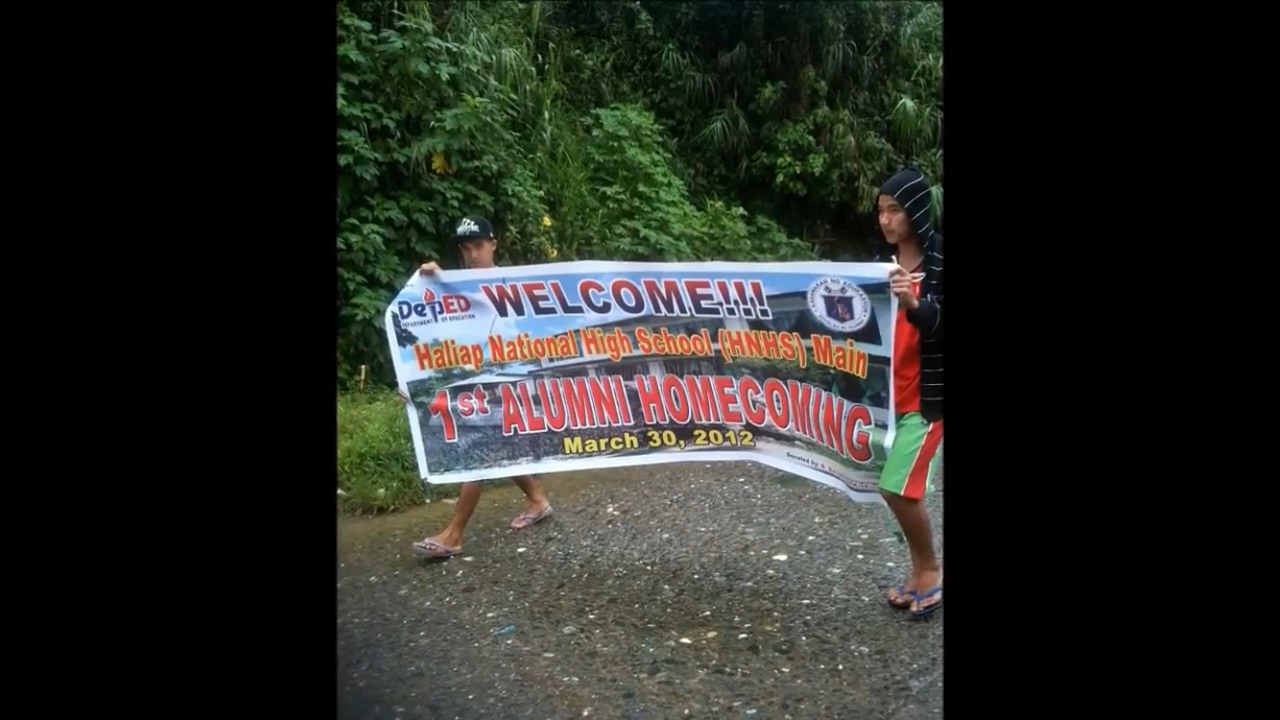 WELCOME!!!
DepED
DEPARTMENT OF EDUCATION
Haliap National High School (HNHS) Main
1st ALUMNI HOMECOMING
March 30, 2012
Donated by: